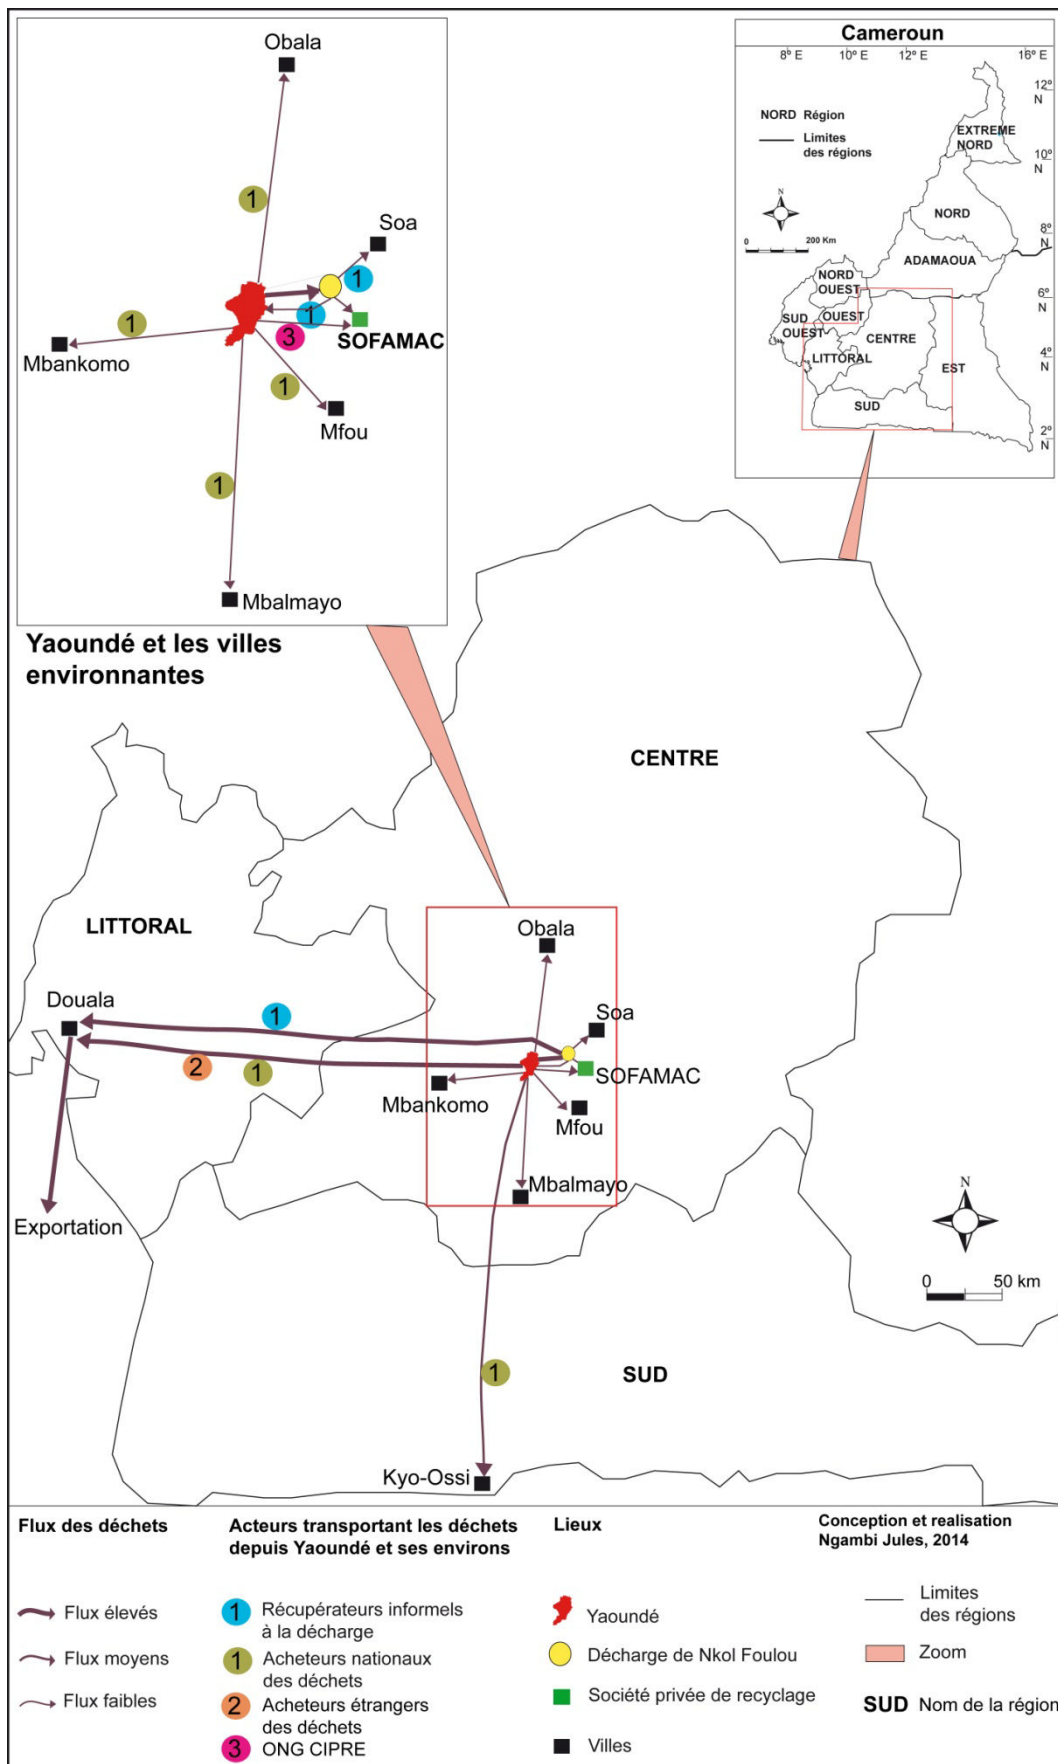 Obala
1
Soa
1
1
3
SOFAMAC
1
Mbankomo
1
Mfou
1
Mbalmayo
Yaoundé et les villes
environnantes
Cameroun
8° E
10° E
12° E
16° E
12°
N
10°
N
8°
N
6°
N
4°
N
2°
N
NORD Région
Limites
des régions
N
0
200 Km
EXTREME
NORD
NORD
ADAMAOUA
NORD
OUEST
SUD
OUEST
OUEST
CENTRE
LITTORAL
EST
SUD
CENTRE
LITTORAL
Douala
1
2
1
Obala
Soa
SOFAMAC
Mbankomo
Mfou
Mbalmayo
Exportation
N
0
50 km
1
SUD
Kyo-Ossi
Flux des déchets
Flux élevés
Flux moyens
Flux faibles
Acteurs transportant les déchets
depuis Yaoundé et ses environs
1 Récupérateurs informels
à la décharge
1 Acheteurs nationaux
des déchets
2 Acheteurs étrangers
des déchets
3 ONG CIPRE
Lieux
Yaoundé
Décharge de Nkol Foulou
Société privée de recyclage
Villes
Conception et realisation
Ngambi Jules, 2014
Limites
des régions
Zoom
SUD Nom de la région